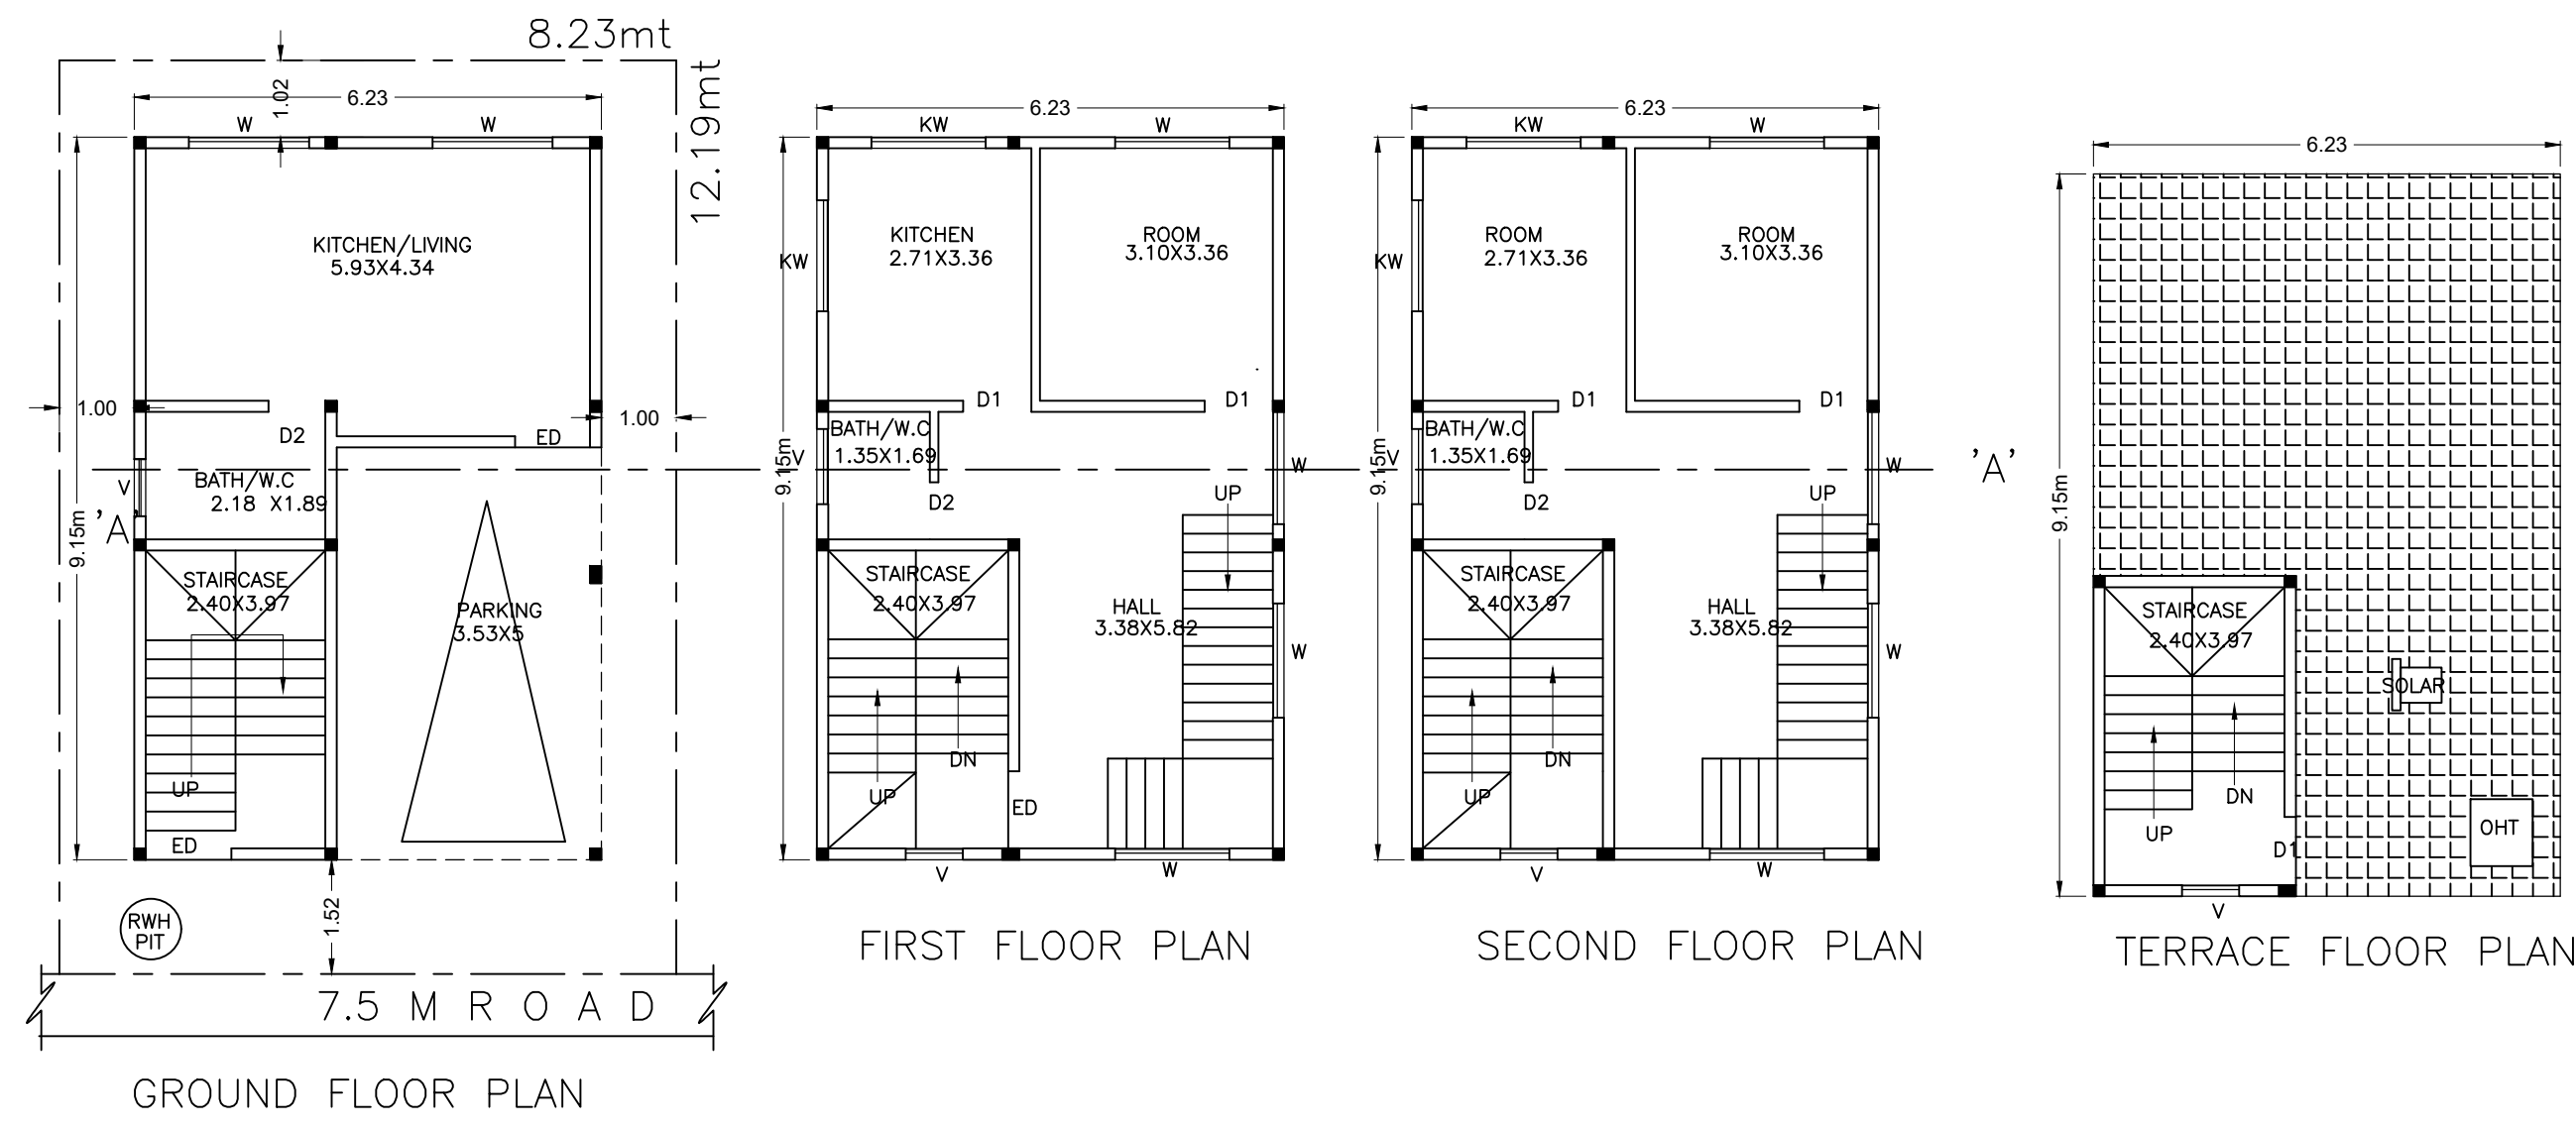 8.23mt
12.19mt
1.02
6.23
W
W
KITCHEN/LIVING
5.93X4.34
1.00
1.00
D2
ED
V
BATH/W.C
2.18 X1.89
'A'
9.15m
STAIRCASE
2.40X3.97
PARKING
3.53X5
UP
ED
1.52
RWH
PIT
7.5 M R O A D
GROUND FLOOR PLAN
6.23
KW
W
KITCHEN
2.71X3.36
ROOM
3.10X3.36
KW
D1
D1
BATH/W.C
1.35X1.69
V
9.15m
W
D2
UP
STAIRCASE
2.40X3.97
HALL
3.38X5.82
W
DN
UP
ED
V
W
FIRST FLOOR PLAN
6.23
KW
W
ROOM
2.71X3.36
ROOM
3.10X3.36
KW
D1
D1
BATH/W.C
1.35X1.69
V
9.15m
W
'A'
D2
UP
STAIRCASE
2.40X3.97
HALL
3.38X5.82
W
DN
UP
V
W
SECOND FLOOR PLAN
6.23
9.15m
STAIRCASE
2.40X3.97
SOLAR
DN
UP
OHT
D1
V
TERRACE FLOOR PLAN